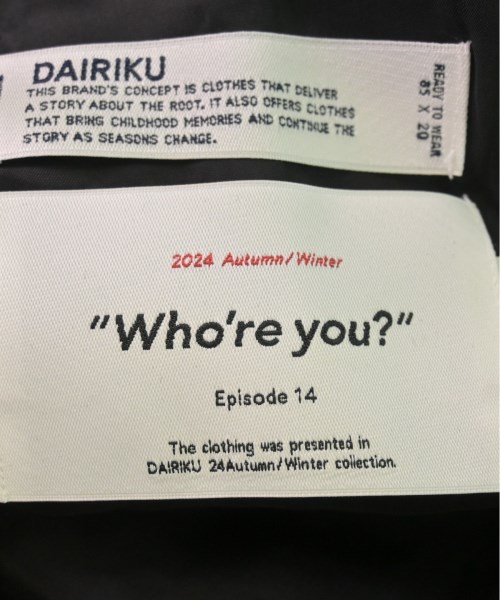 DAIRIKU
THIS BRAND'S CONCEPT IS CLOTHES THAT DELIVER
A STORY ABOUT THE ROOT. IT ALSO OFFERS CLOTHES
THAT BRING CHILDHOOD MEMORIES AND CONTINUE THE
STORY AS SEASONS CHANGE.
READY TO WEAR
85 X 20
2024 Autumn/Winter
"Who're you?"
Episode 14
The clothing was presented in
DAIRIKU 24Autumn/Winter collection.